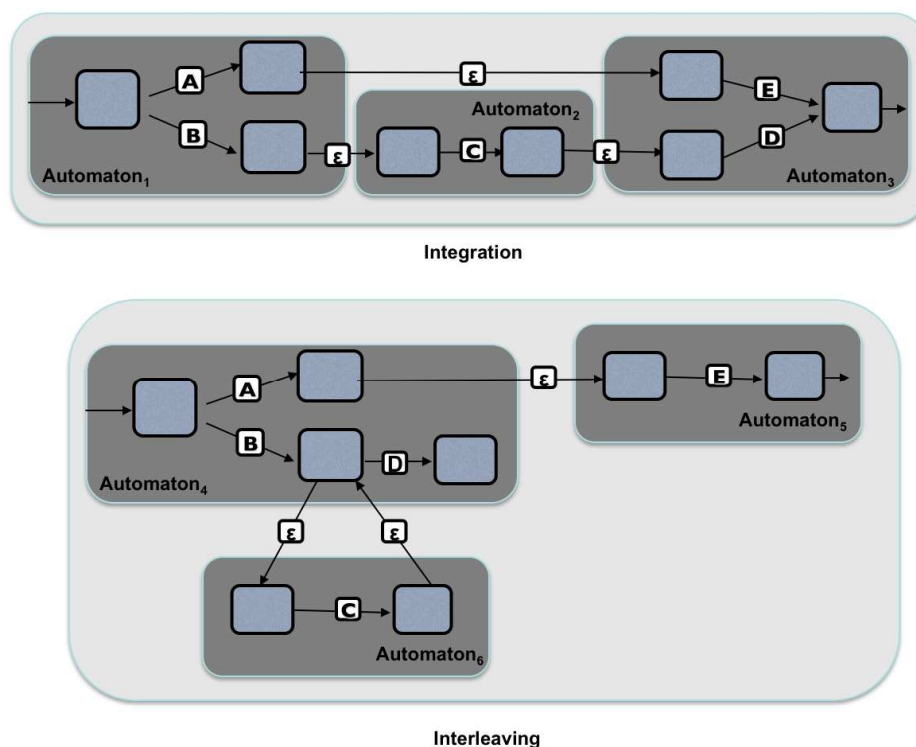 A
ε
E
Automaton₂
B
ε
C
ε
D
Automaton₁
Automaton₃
Integration
A
ε
E
Automaton₅
B
D
Automaton₄
ε
ε
C
Automaton₆
Interleaving